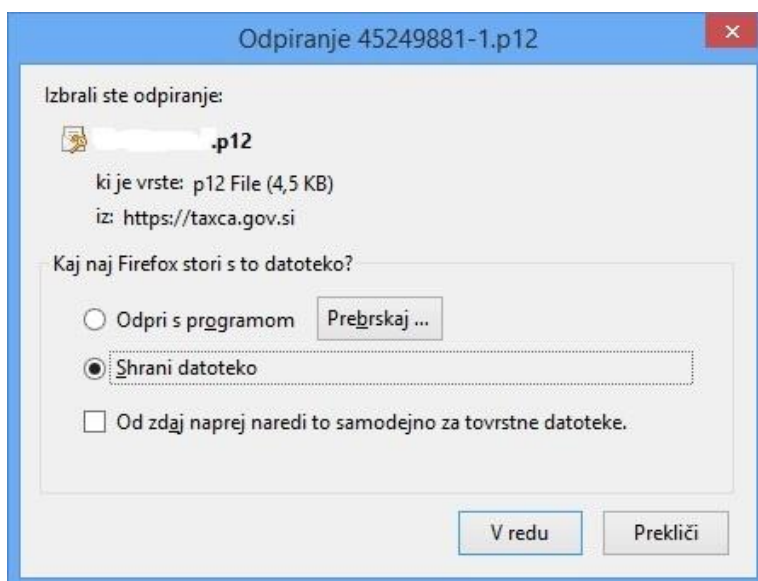 Odpiranje 45249881-1.p12
Izbrali ste odpiranje:
.p12
ki je vrste: p12 File (4,5 KB)
iz: https://taxca.gov.si
Kaj naj Firefox stori s to datoteko?
Odpri s programom Prebrskaj ...
Shrani datoteko
Od zdaj naprej naredi to samodejno za tovrstne datoteke.
V redu Prekliči